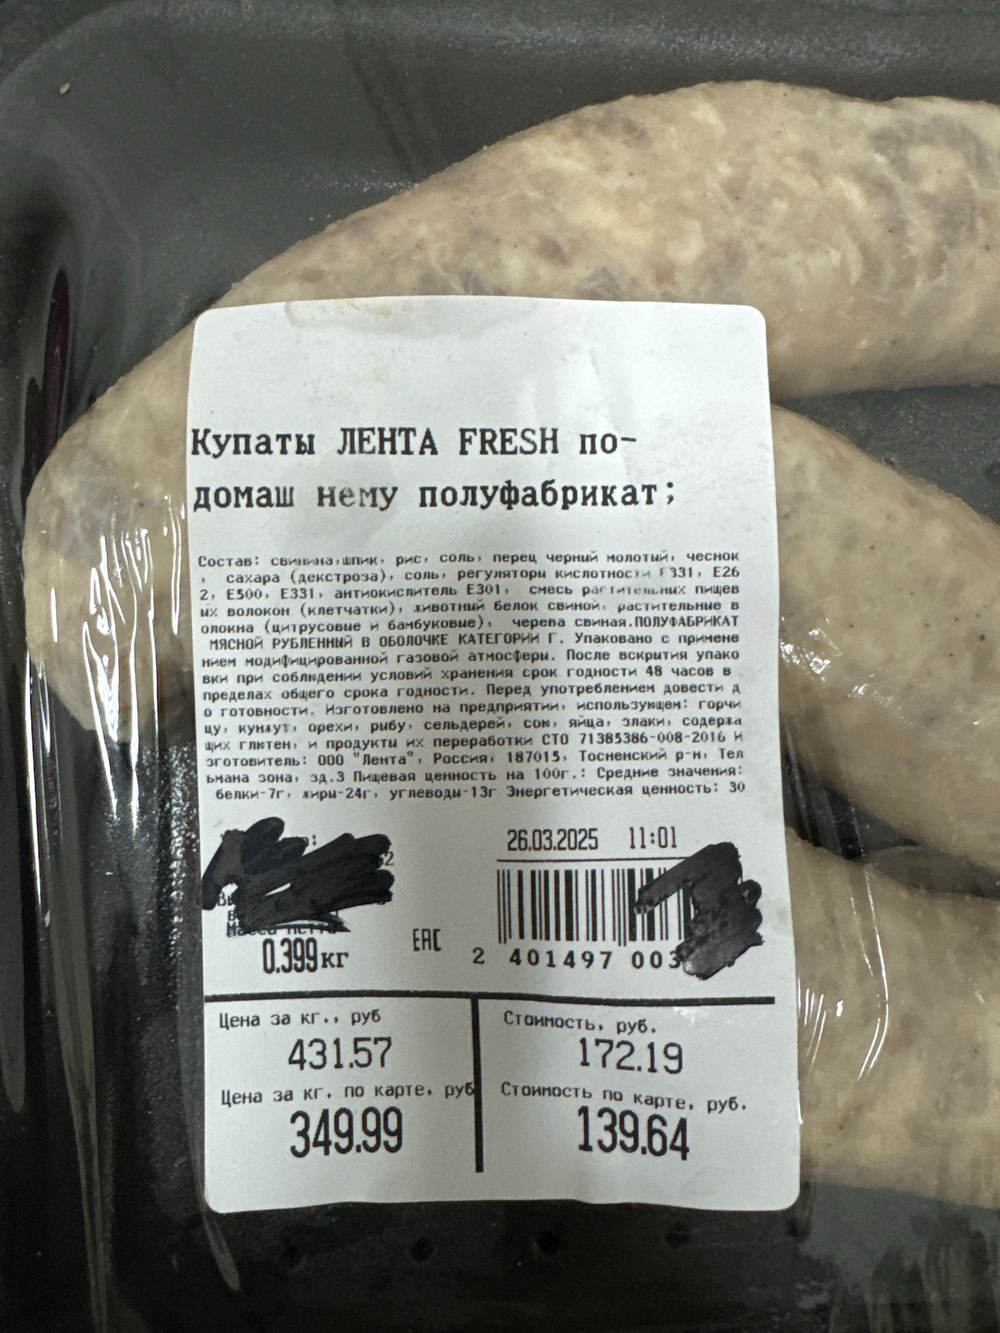 Купаты ЛЕНТА FRESH по-
домаш нему полуфабрикат;
Состав: свинина,шпик, рис, соль, перец черный молотый, чеснок
, сахара (декстроза), соль, регуляторы кислотности Е331, Е26
2, Е500, Е331, антиокислитель Е301, смесь растительных пищев
ых волокон (клетчатки), животный белок свиной, растительные в
олокна (цитрусовые и бамбуковые), черева свиная.ПОЛУФАБРИКАТ
МЯСНОЙ РУБЛЕННЫЙ В ОБОЛОЧКЕ КАТЕГОРИИ Г. Упаковано с примене
нием модифицированной газовой атмосферы. После вскрытия упако
вки при соблюдении условий хранения срок годности 48 часов в
пределах общего срока годности. Перед употреблением довести д
о готовности. Изготовлено на предприятии, использующем: горчи
цу, кунжут, орехи, рыбу, сельдерей, сою, яйца, злаки, содержа
щих глютен, и продукты их переработки СТО 71385386-008-2016 И
зготовитель: ООО "Лента", Россия, 187015, Тосненский р-н, Тел
ьмана зона, зд.3 Пищевая ценность на 100г.: Средние значения:
белки-7г, жиры-24г, углеводы-13г Энергетическая ценность: 30
26.03.2025 11:01
Масса нетто
0.399кг
EAC
2 401497 003
Цена за кг., руб
431.57
Стоимость, руб.
172.19
Цена за кг. по карте, руб
349.99
Стоимость по карте, руб.
139.64